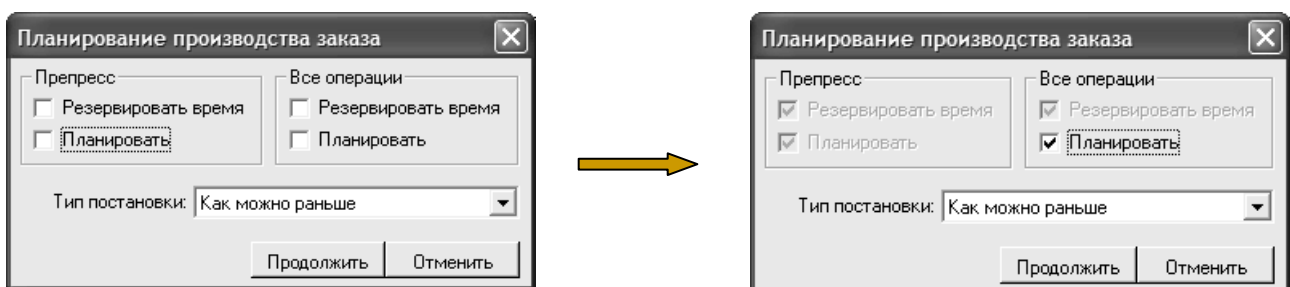 Планирование производства заказа
Препресс
Все операции
Резервировать время
Резервировать время
Планировать
Планировать
Тип постановки: Как можно раньше
Продолжить
Отменить
Планирование производства заказа
Препресс
Все операции
Резервировать время
Резервировать время
Планировать
Планировать
Тип постановки: Как можно раньше
Продолжить
Отменить